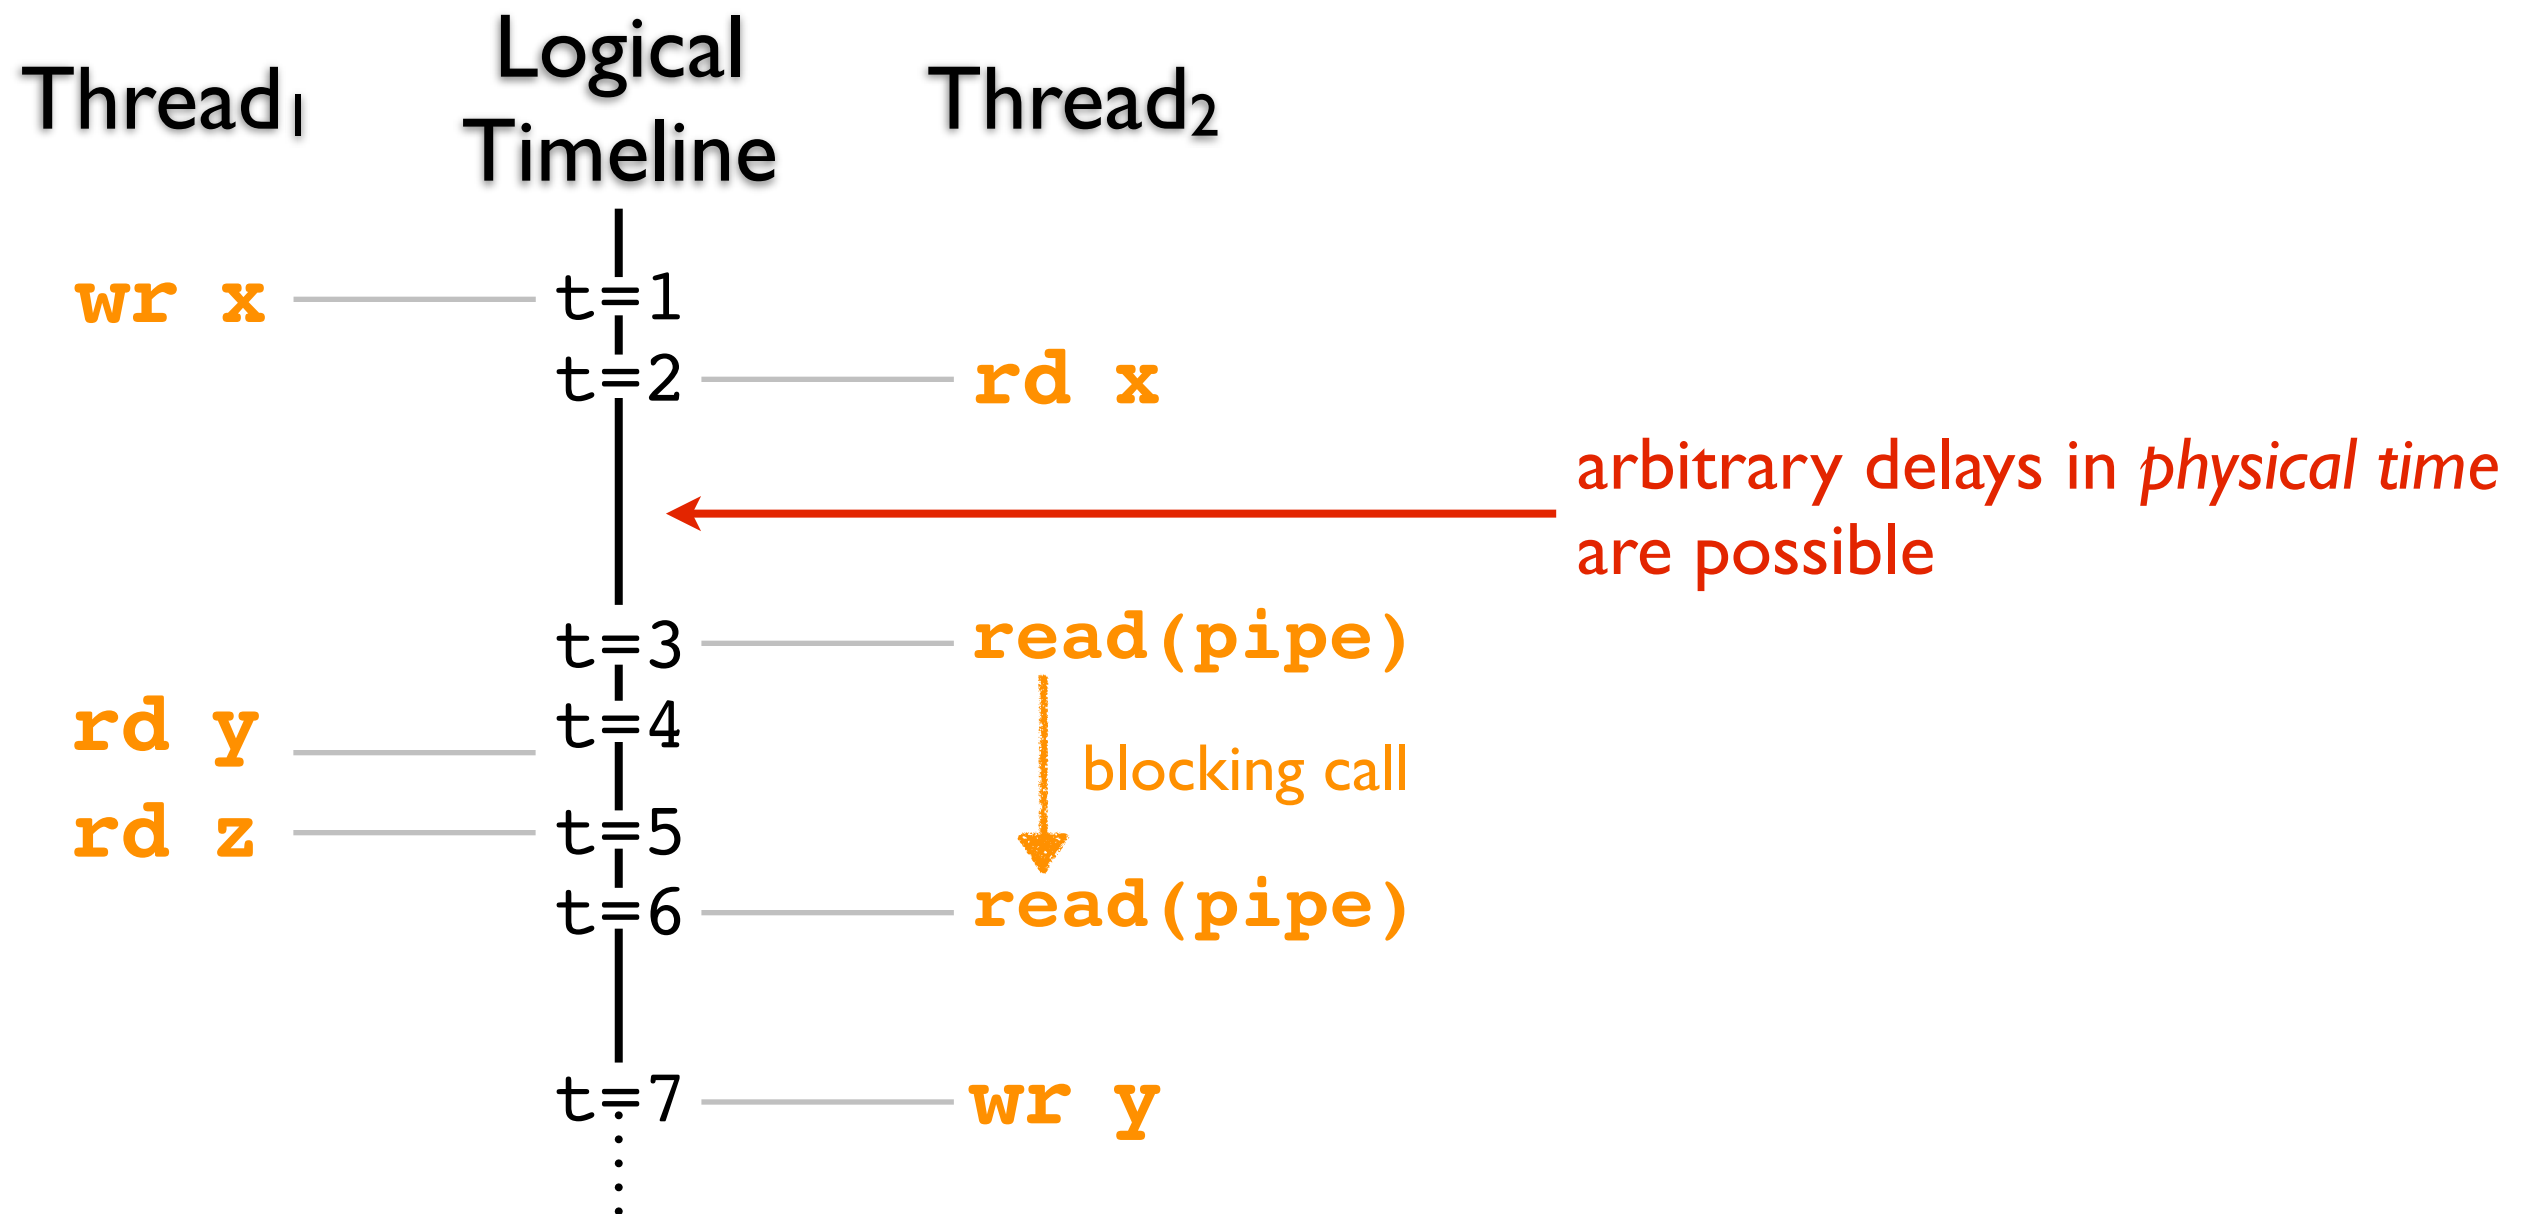 Thread1
Logical
Timeline
Thread2
wr x
t=1
t=2
rd x
arbitrary delays in physical time
are possible
t=3
read(pipe)
rd y
t=4
blocking call
rd z
t=5
t=6
read(pipe)
t=7
wr y